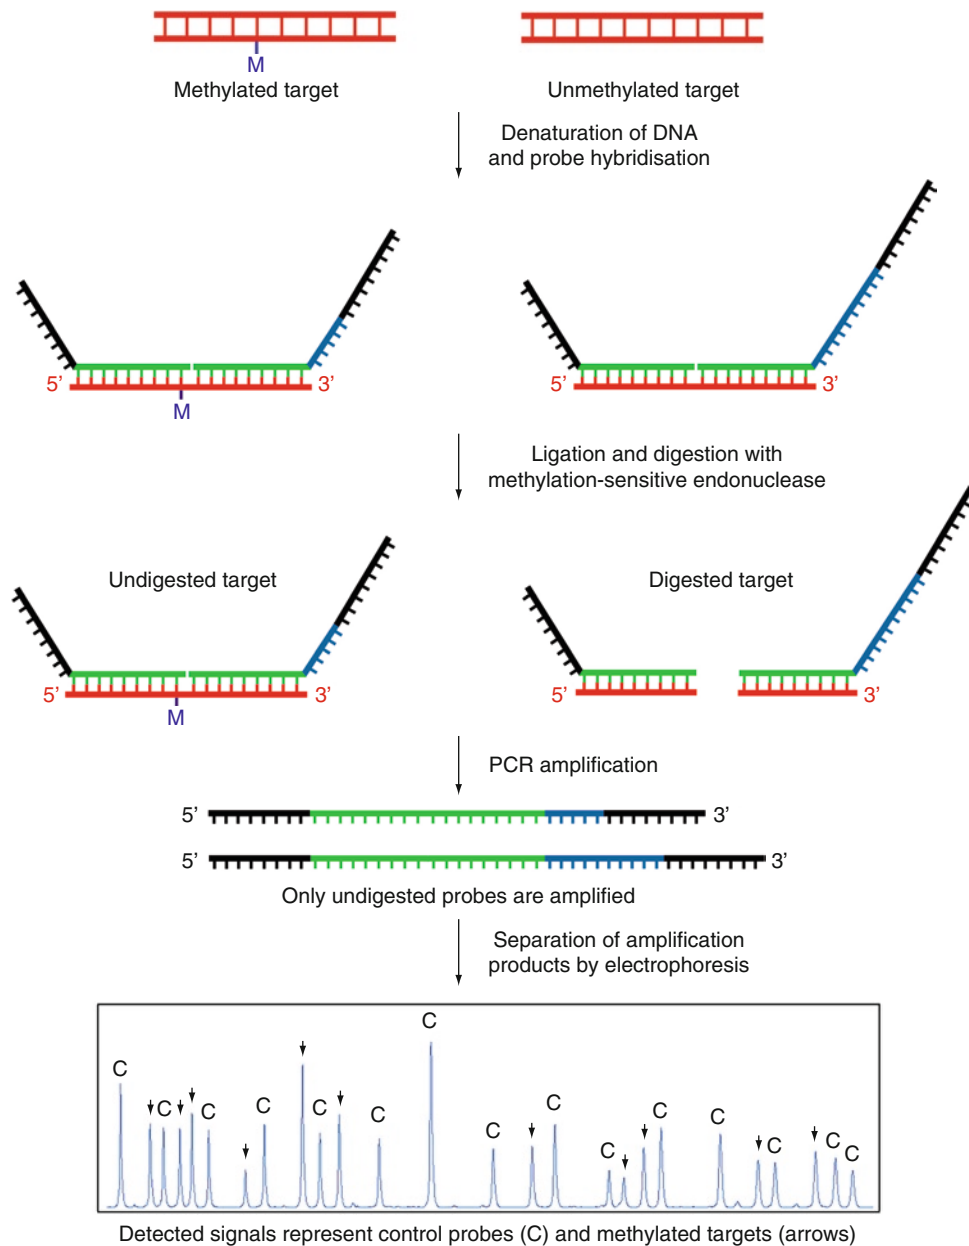 M
Methylated target
Unmethylated target
Denaturation of DNA
and probe hybridisation
5’ 3’
M
5’ 3’
Ligation and digestion with
methylation-sensitive endonuclease
Undigested target
Digested target
5’ 3’
M
5’ 3’
PCR amplification
5’ 3’
5’ 3’
Only undigested probes are amplified
Separation of amplification
products by electrophoresis
C C C C C C C C C C C C C C C
Detected signals represent control probes (C) and methylated targets (arrows)